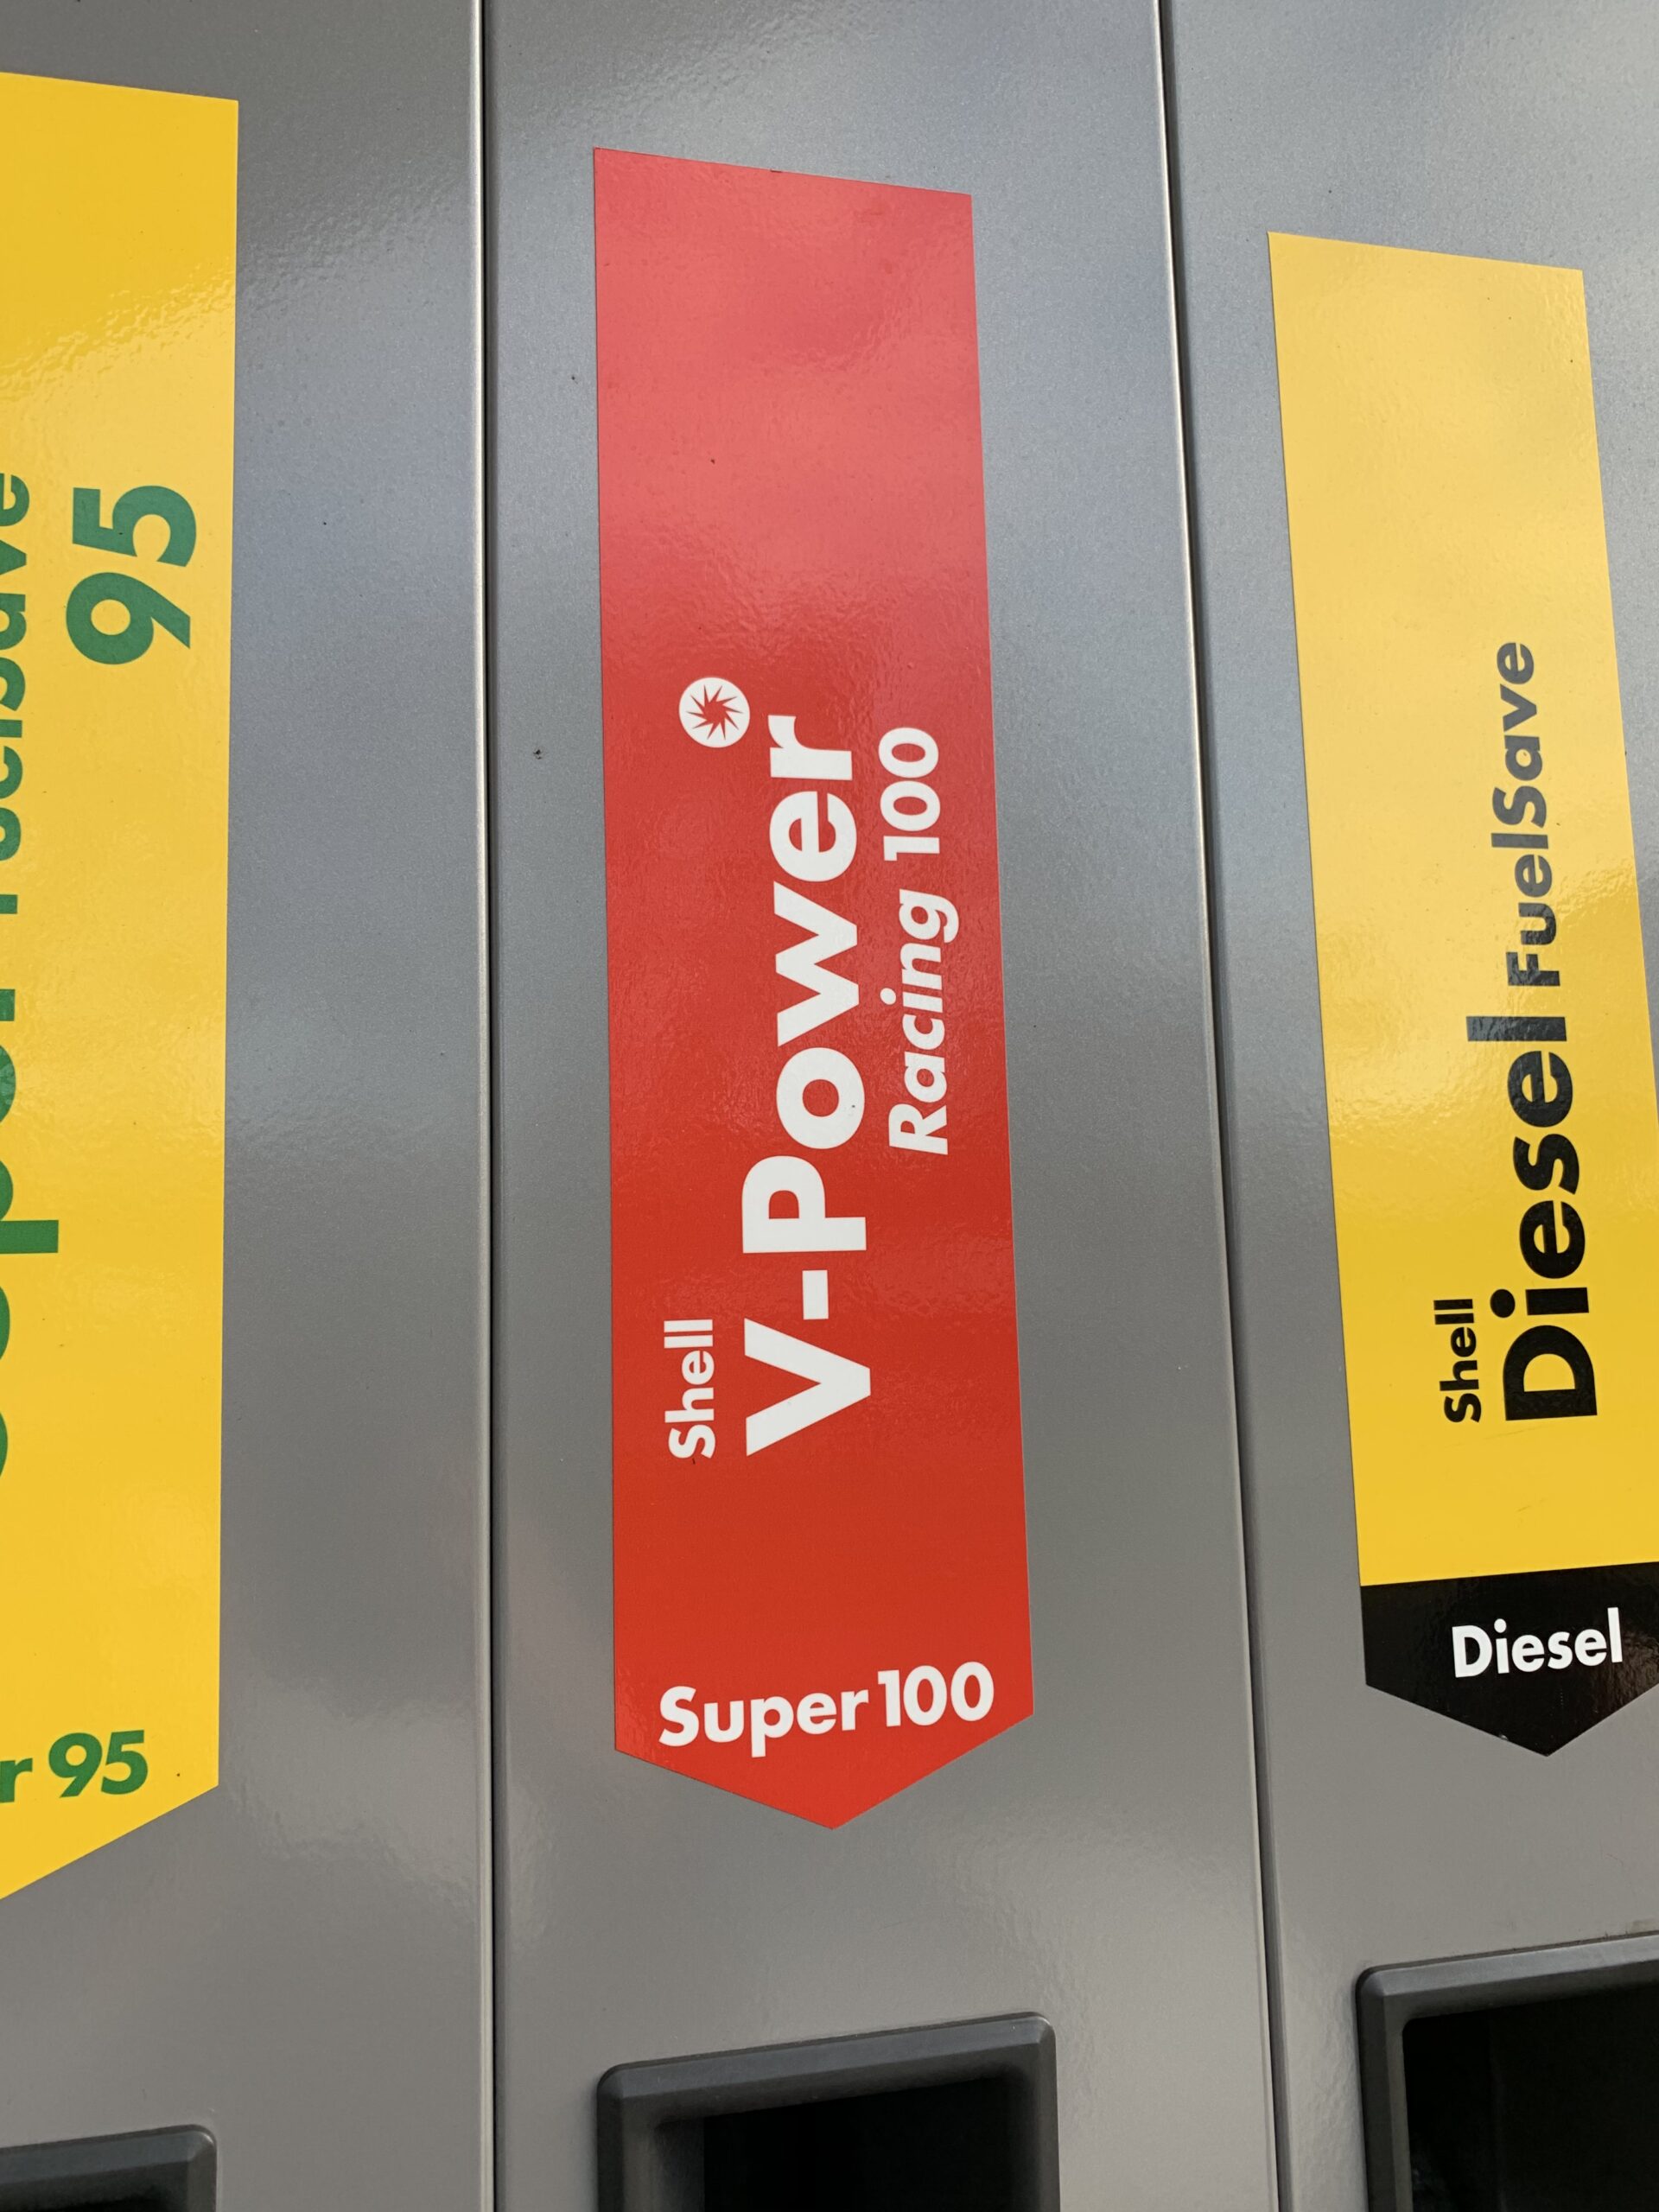 95
r 95
Shell
V-Power
Racing 100
Super 100
Shell
Diesel FuelSave
Diesel